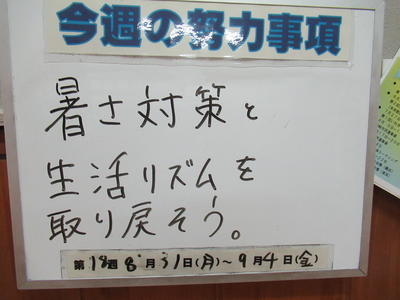 今週の努力事項
暑さ対策と
生活リズムを
取り戻そう。
第18週 8月31日(月)~9月4日(金)